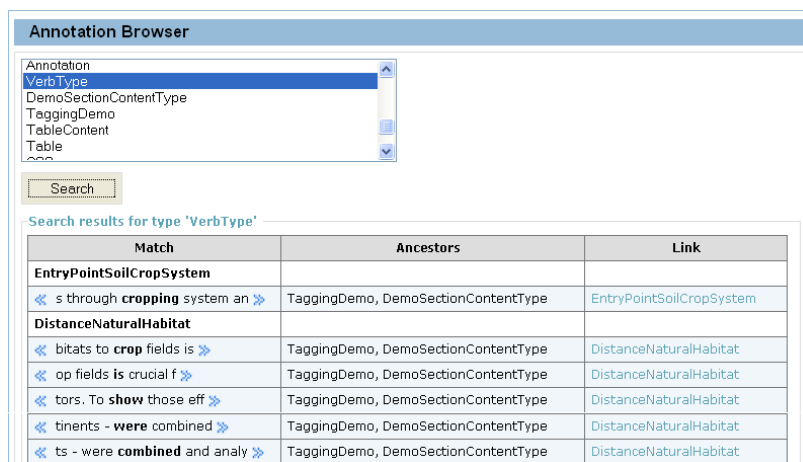 Annotation Browser
Annotation
VerbType
DemoSectionContentType
TaggingDemo
TableContent
Table
Search
Search results for type 'VerbType'
Match Ancestors Link
EntryPointSoilCropSystem
≪ s through cropping system an ≫ TaggingDemo, DemoSectionContentType EntryPointSoilCropSystem
DistanceNaturalHabitat
≪ bitats to crop fields is ≫ TaggingDemo, DemoSectionContentType DistanceNaturalHabitat
≪ op fields is crucial f ≫ TaggingDemo, DemoSectionContentType DistanceNaturalHabitat
≪ tors. To show those eff ≫ TaggingDemo, DemoSectionContentType DistanceNaturalHabitat
≪ tinents - were combined ≫ TaggingDemo, DemoSectionContentType DistanceNaturalHabitat
≪ ts - were combined and analy ≫ TaggingDemo, DemoSectionContentType DistanceNaturalHabitat